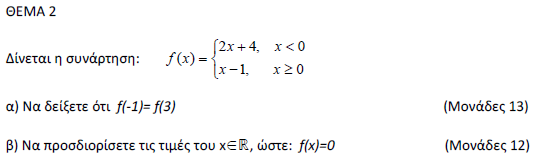 ΘΕΜΑ 2
Δίνεται η συνάρτηση: f(x) = { 2x + 4, x < 0
x − 1, x ≥ 0
α) Να δείξετε ότι f(-1)= f(3) (Μονάδες 13)
β) Να προσδιορίσετε τις τιμές του x∈ℝ, ώστε: f(x)=0 (Μονάδες 12)